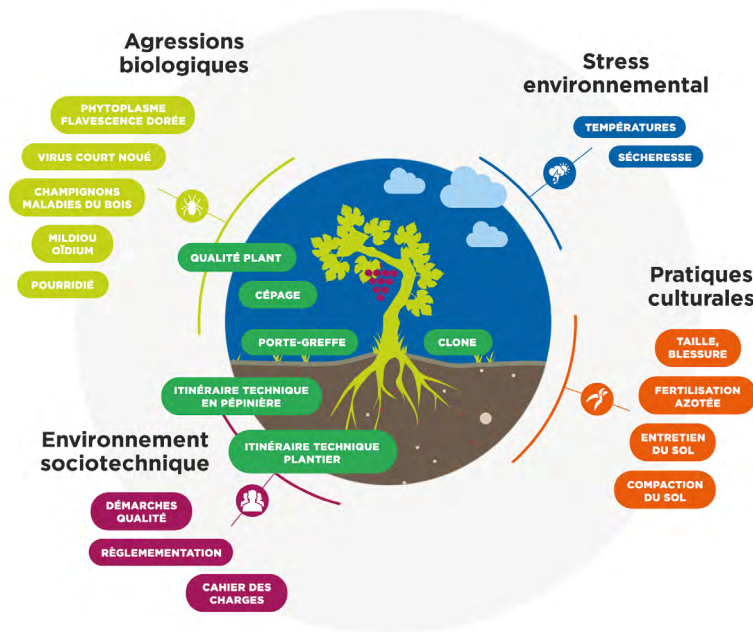 Agressions
biologiques
PHYTOPLASME
FLAVESCENCE DORÉE
VIRUS COURT NOUÉ
CHAMPIGNONS
MALADIES DU BOIS
MILDIOU
OÏDIUM
POURRIDIÉ
Stress
environnemental
TEMPÉRATURES
SÉCHERESSE
QUALITÉ PLANT
CÉPAGE
PORTE-GREFFE
CLONE
ITINÉRAIRE TECHNIQUE
EN PÉPINIÈRE
ITINÉRAIRE TECHNIQUE
PLANTIER
Pratiques
culturales
TAILLE,
BLESSURE
FERTILISATION
AZOTÉE
ENTRETIEN
DU SOL
COMPACTION
DU SOL
Environnement
sociotechnique
DÉMARCHES
QUALITÉ
RÈGLEMEMENTATION
CAHIER DES
CHARGES